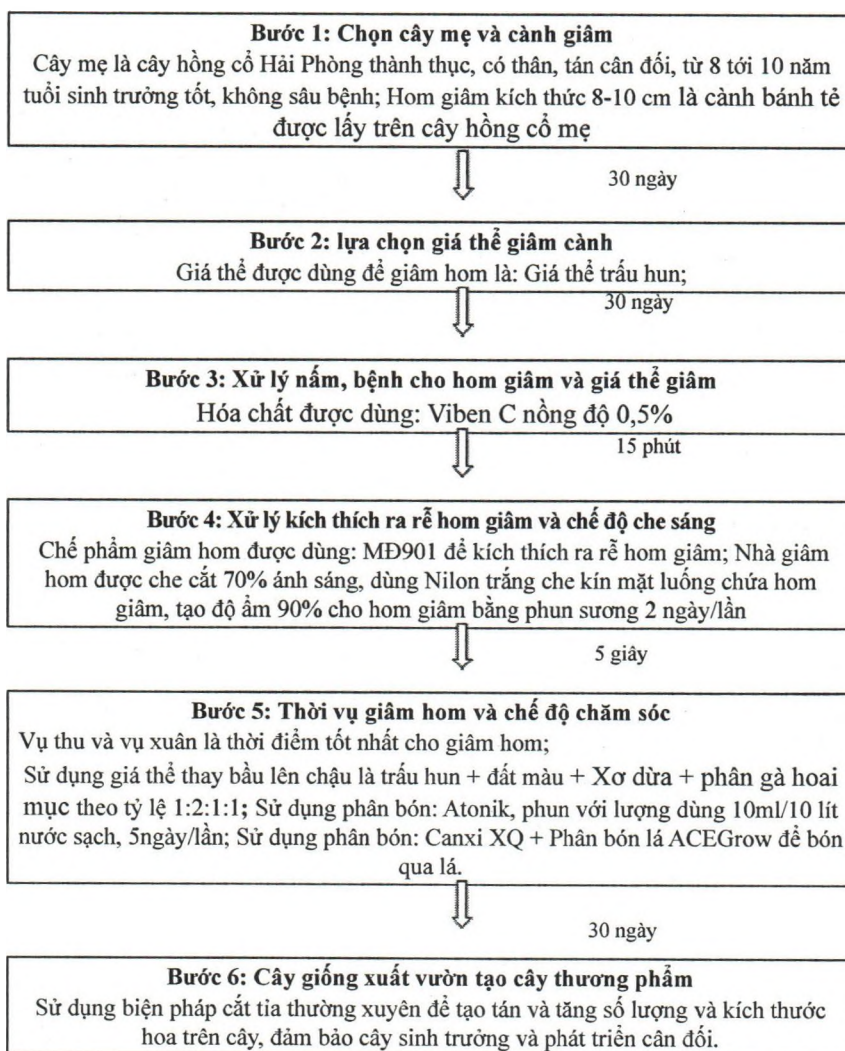 Bước 1: Chọn cây mẹ và cành giâm
Cây mẹ là cây hồng cổ Hải Phòng thành thục, có thân, tán cân đối, từ 8 tới 10 năm
tuổi sinh trưởng tốt, không sâu bệnh; Hom giâm kích thức 8-10 cm là cành bánh tẻ
được lấy trên cây hồng cổ mẹ
30 ngày
Bước 2: lựa chọn giá thể giâm cành
Giá thể được dùng để giâm hom là: Giá thể trấu hun;
30 ngày
Bước 3: Xử lý nấm, bệnh cho hom giâm và giá thể giâm
Hóa chất được dùng: Viben C nồng độ 0,5%
15 phút
Bước 4: Xử lý kích thích ra rễ hom giâm và chế độ che sáng
Chế phẩm giâm hom được dùng: MĐ901 để kích thích ra rễ hom giâm; Nhà giâm
hom được che cắt 70% ánh sáng, dùng Nilon trắng che kín mặt luống chứa hom
giâm, tạo độ ẩm 90% cho hom giâm bằng phun sương 2 ngày/lần
5 giây
Bước 5: Thời vụ giâm hom và chế độ chăm sóc
Vụ thu và vụ xuân là thời điểm tốt nhất cho giâm hom;
Sử dụng giá thể thay bầu lên chậu là trấu hun + đất màu + Xơ dừa + phân gà hoai
mục theo tỷ lệ 1:2:1:1; Sử dụng phân bón: Atonik, phun với lượng dùng 10ml/10 lít
nước sạch, 5ngày/lần; Sử dụng phân bón: Canxi XQ + Phân bón lá ACEGrow để bón
qua lá.
30 ngày
Bước 6: Cây giống xuất vườn tạo cây thương phẩm
Sử dụng biện pháp cắt tỉa thường xuyên để tạo tán và tăng số lượng và kích thước
hoa trên cây, đảm bảo cây sinh trưởng và phát triển cân đối.